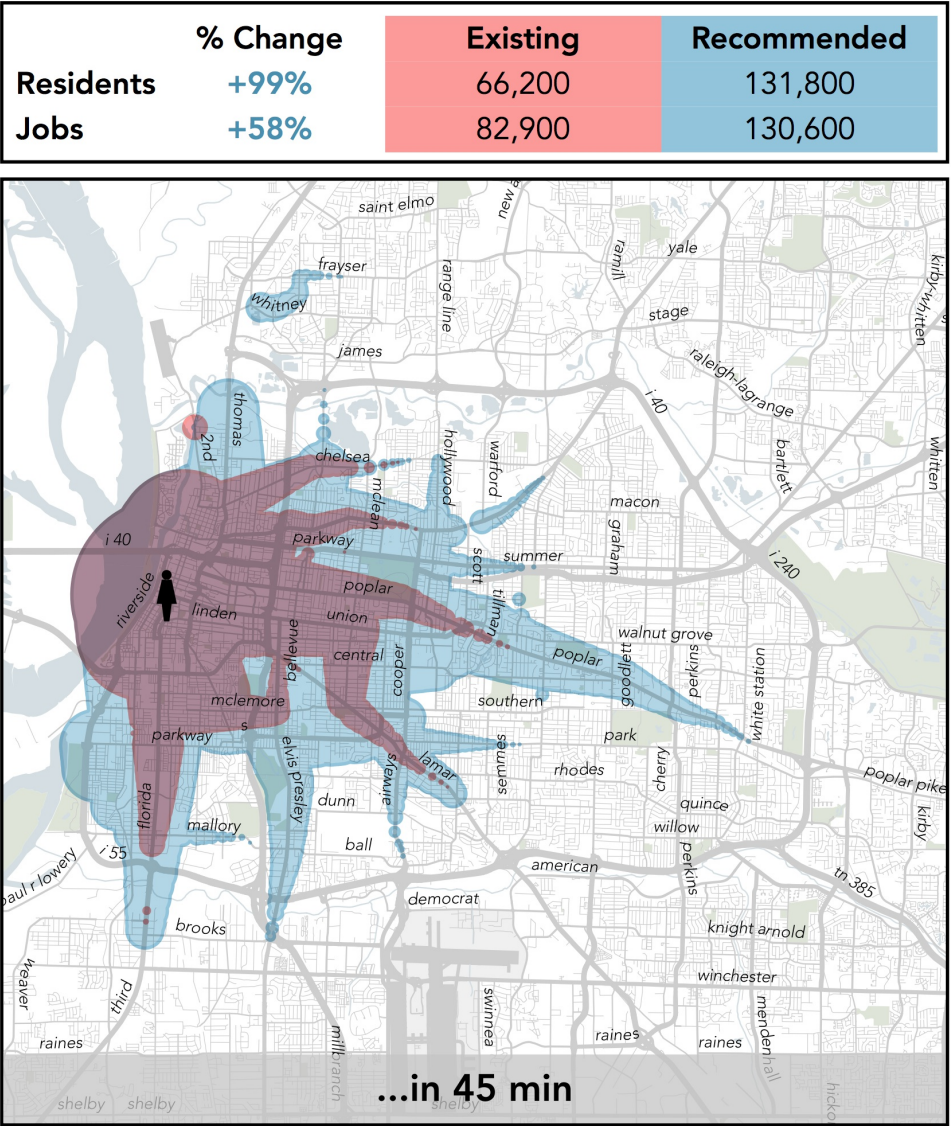 % Change Existing Recommended
Residents +99% 66,200 131,800
Jobs +58% 82,900 130,600
saint elmo
new a
yale
ramill
kirby-whitten
frayser
range line
whitney
stage
james
raleigh-lagrange
i 40
thomas
2nd
chelsea
hollywood
warford
bartlett
whitten
mclean
macon
graham
i 40
parkway
scott
summer
i 240
riverside
poplar
tillman
linden
union
walnut grove
bellevue
central
cooper
poplar
goodlett
perkins
white station
mclemore
southern
s
parkway
park
elvis presley
airways
lamar
semmes
rhodes
cherry
poplar pike
florida
dunn
quince
kirby
mallory
willow
ball
i 55
american
perkins
paul r lowery
tn 385
democrat
brooks
knight arnold
weaver
third
winchester
swinnea
mendenhall
millbranch
raines
raines
raines
...in 45 min
shelby
shelby
shelby